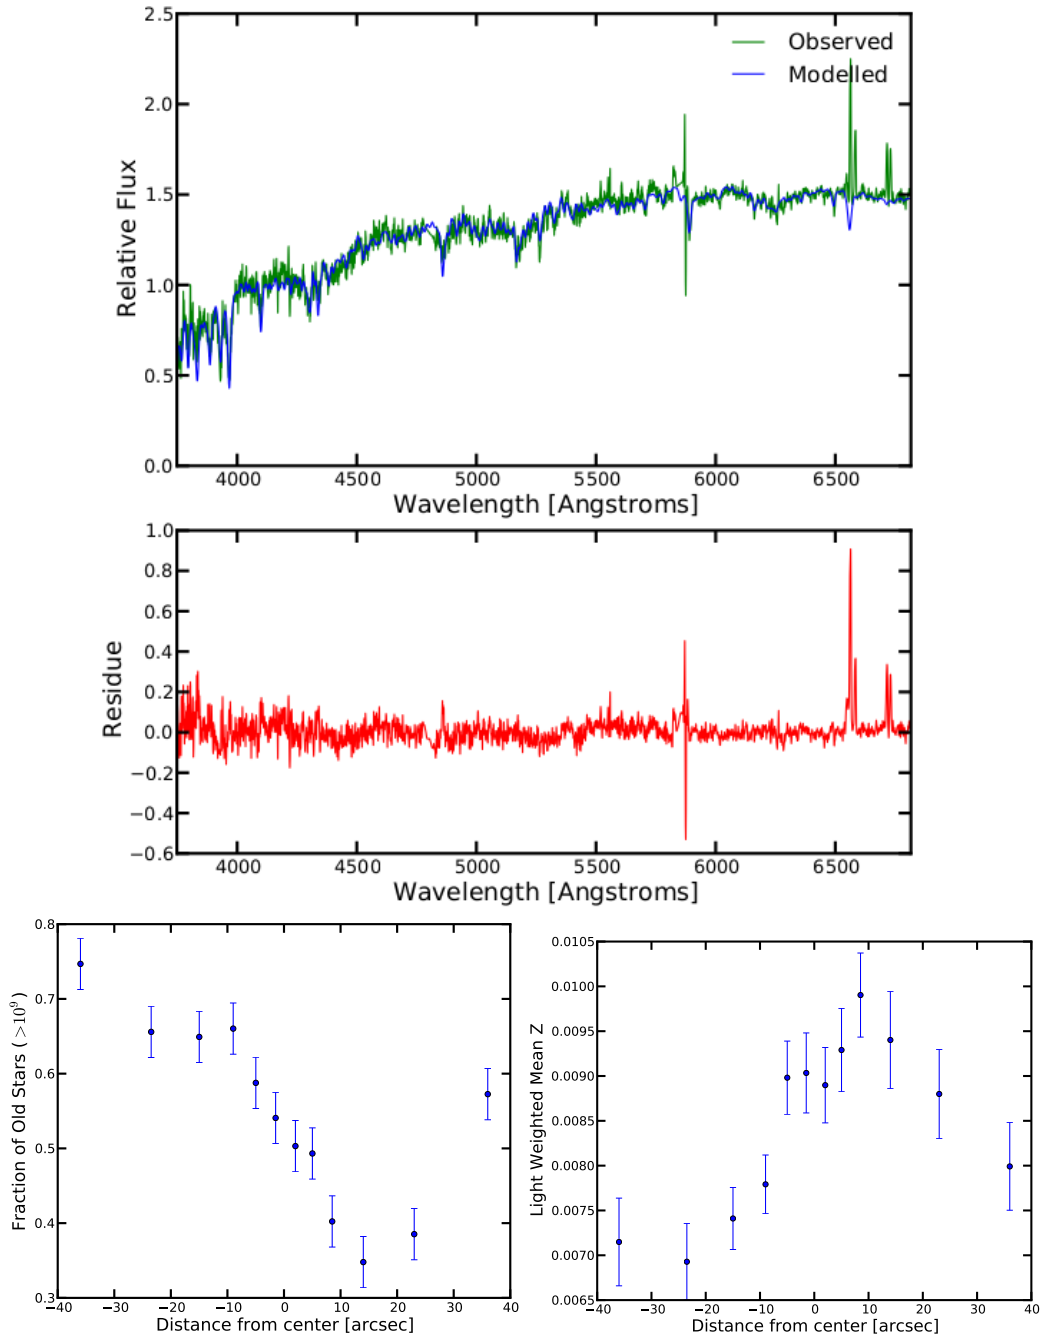 2.5
2.0
1.5
1.0
0.5
0.0
Relative Flux
Observed
Modelled
4000 4500 5000 5500 6000 6500
Wavelength [Angstroms]
1.0
0.8
0.6
0.4
0.2
0.0
−0.2
−0.4
−0.6
Residue
4000 4500 5000 5500 6000 6500
Wavelength [Angstroms]
0.8
0.7
0.6
0.5
0.4
0.3
Fraction of Old Stars ( >10⁹)
−40 −30 −20 −10 0 10 20 30 40
Distance from center [arcsec]
0.0105
0.0100
0.0095
0.0090
0.0085
0.0080
0.0075
0.0070
0.0065
Light Weighted Mean Z
−40 −30 −20 −10 0 10 20 30 40
Distance from center [arcsec]